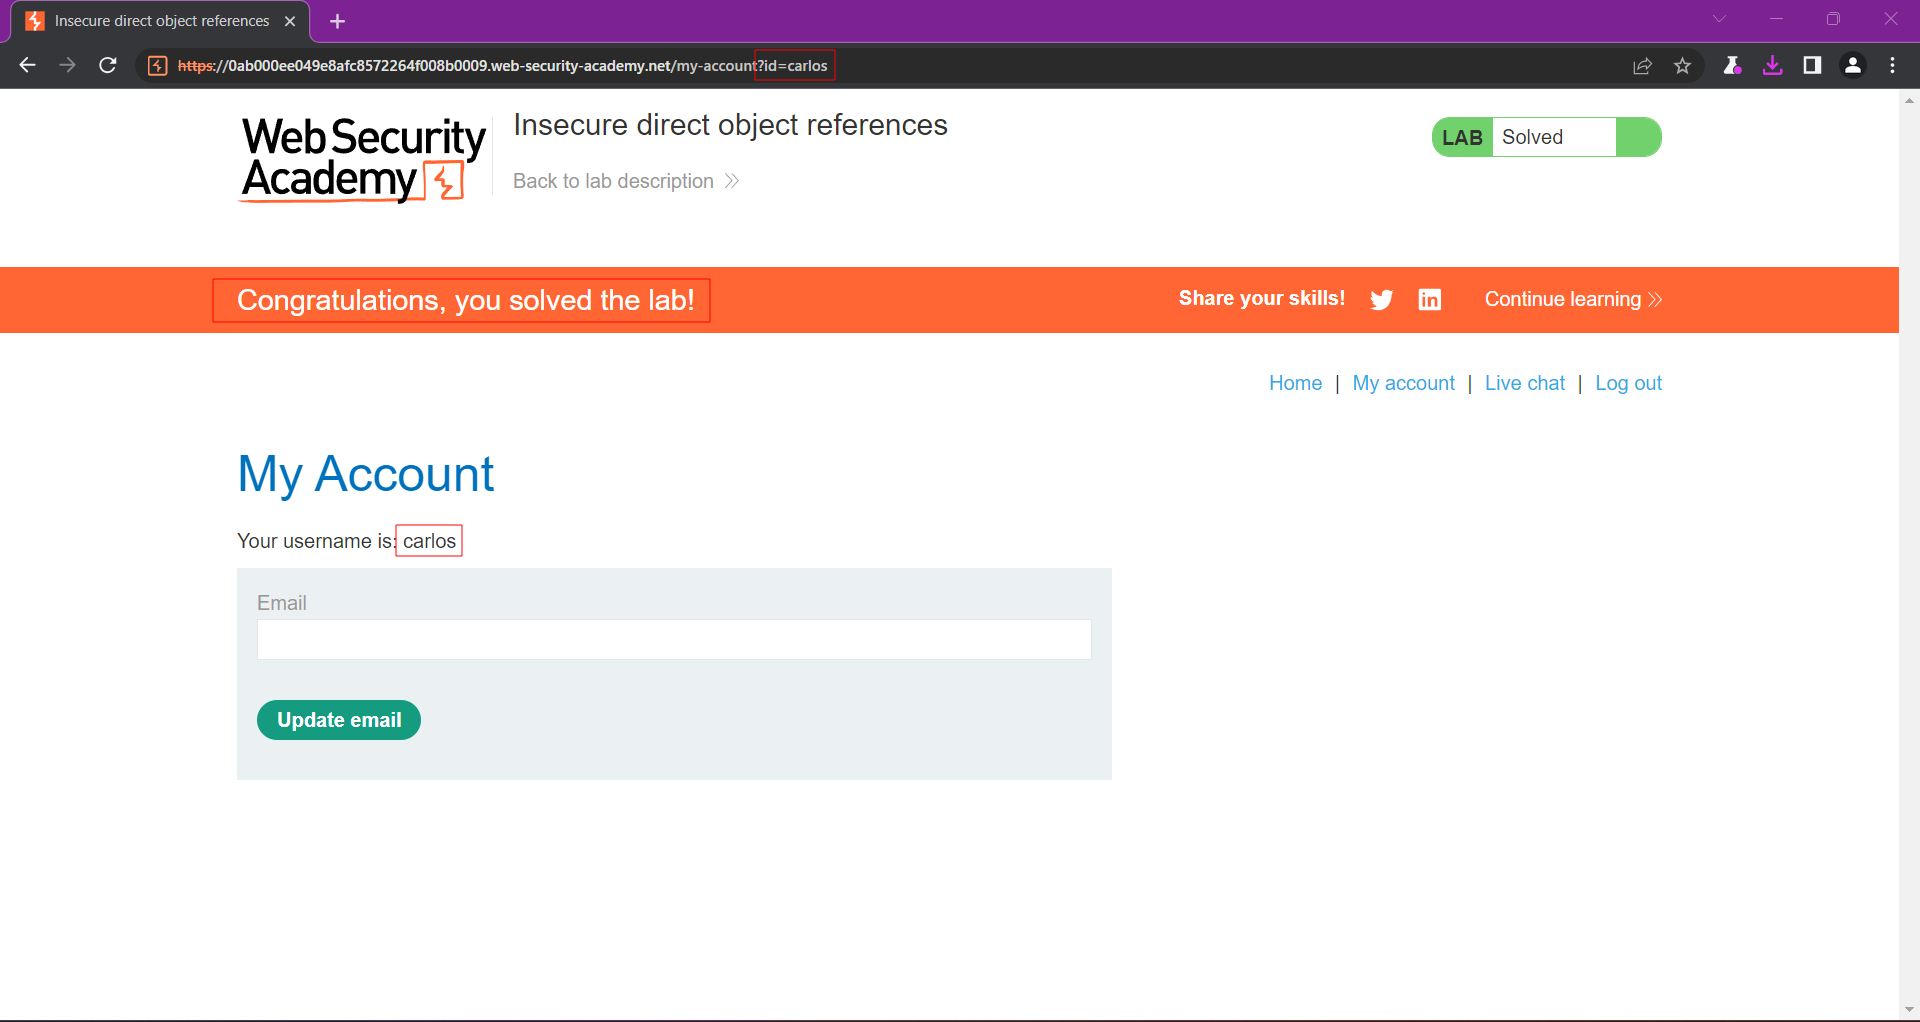 Insecure direct object references
https://0ab000ee049e8afc8572264f008b0009.web-security-academy.net/my-account?id=carlos
Web Security
Academy
Insecure direct object references
Back to lab description
LAB Solved
Congratulations, you solved the lab!
Share your skills!
Continue learning
Home | My account | Live chat | Log out
My Account
Your username is: carlos
Email
Update email